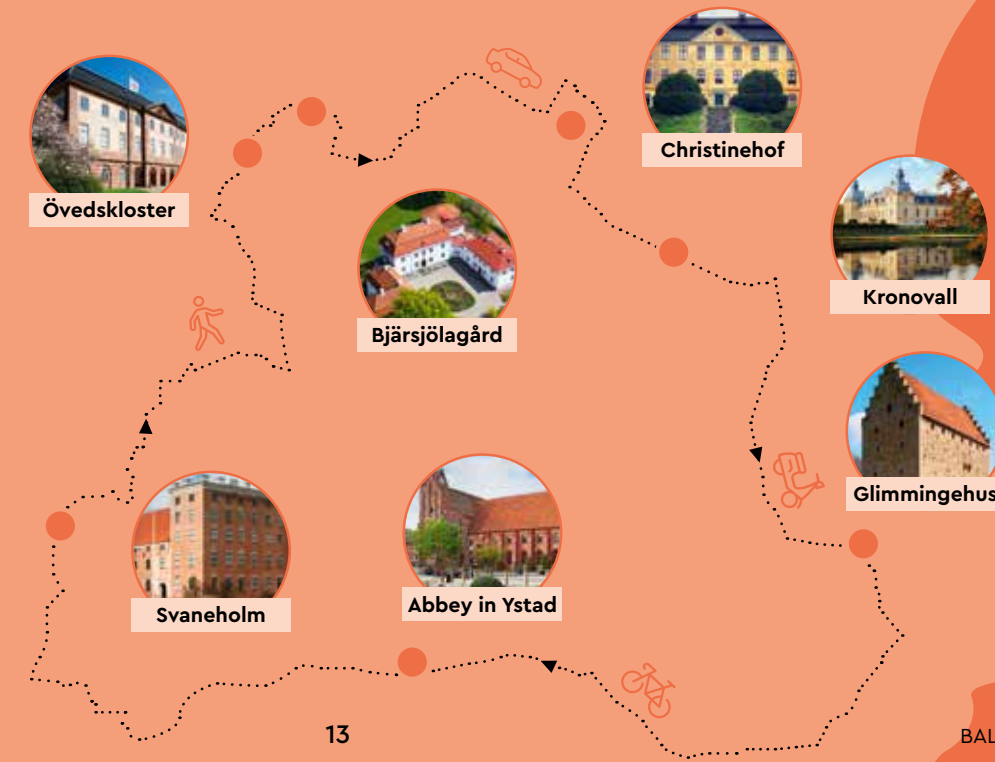 Christinehof
Övedskloster
Kronovall
Bjärsjölagård
Glimmingehus
Abbey in Ystad
Svaneholm
13
BAL